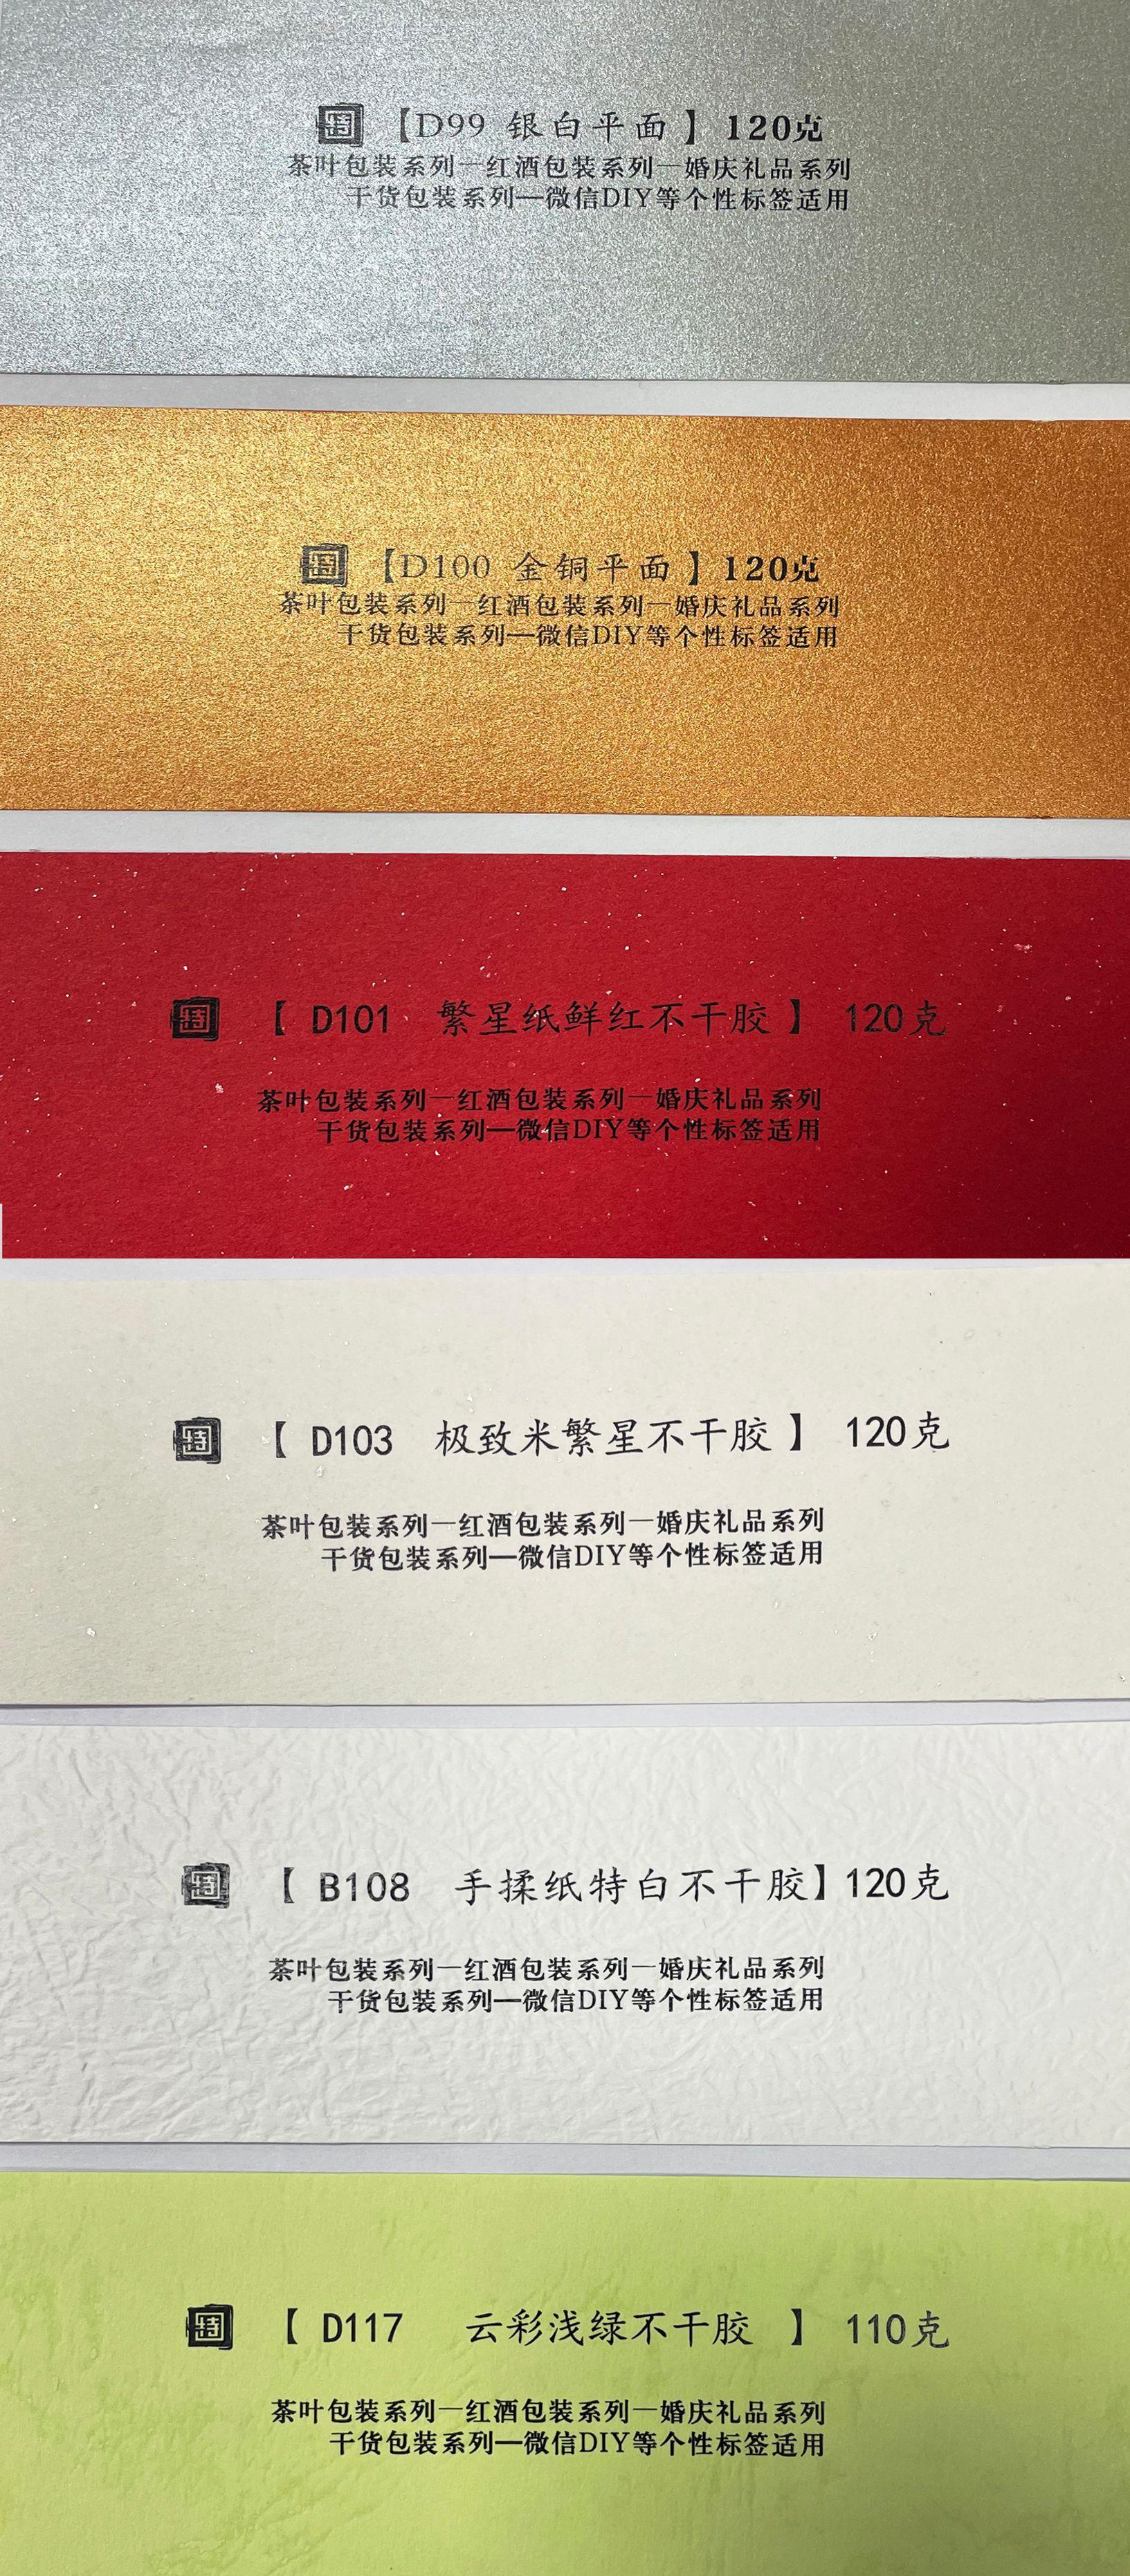 特【D99 银白平面】120克
茶叶包装系列一红酒包装系列一婚庆礼品系列
干货包装系列—微信DIY等个性标签适用
特【D100 金铜平面】120克
茶叶包装系列一红酒包装系列一婚庆礼品系列
干货包装系列—微信DIY等个性标签适用
特【 D101 繁星纸鲜红不干胶 】 120克
茶叶包装系列一红酒包装系列一婚庆礼品系列
干货包装系列—微信DIY等个性标签适用
特【 D103 极致米繁星不干胶 】 120克
茶叶包装系列一红酒包装系列一婚庆礼品系列
干货包装系列—微信DIY等个性标签适用
特【 B108 手揉纸特白不干胶】120克
茶叶包装系列一红酒包装系列一婚庆礼品系列
干货包装系列—微信DIY等个性标签适用
特【 D117 云彩浅绿不干胶 】 110克
茶叶包装系列一红酒包装系列一婚庆礼品系列
干货包装系列—微信DIY等个性标签适用